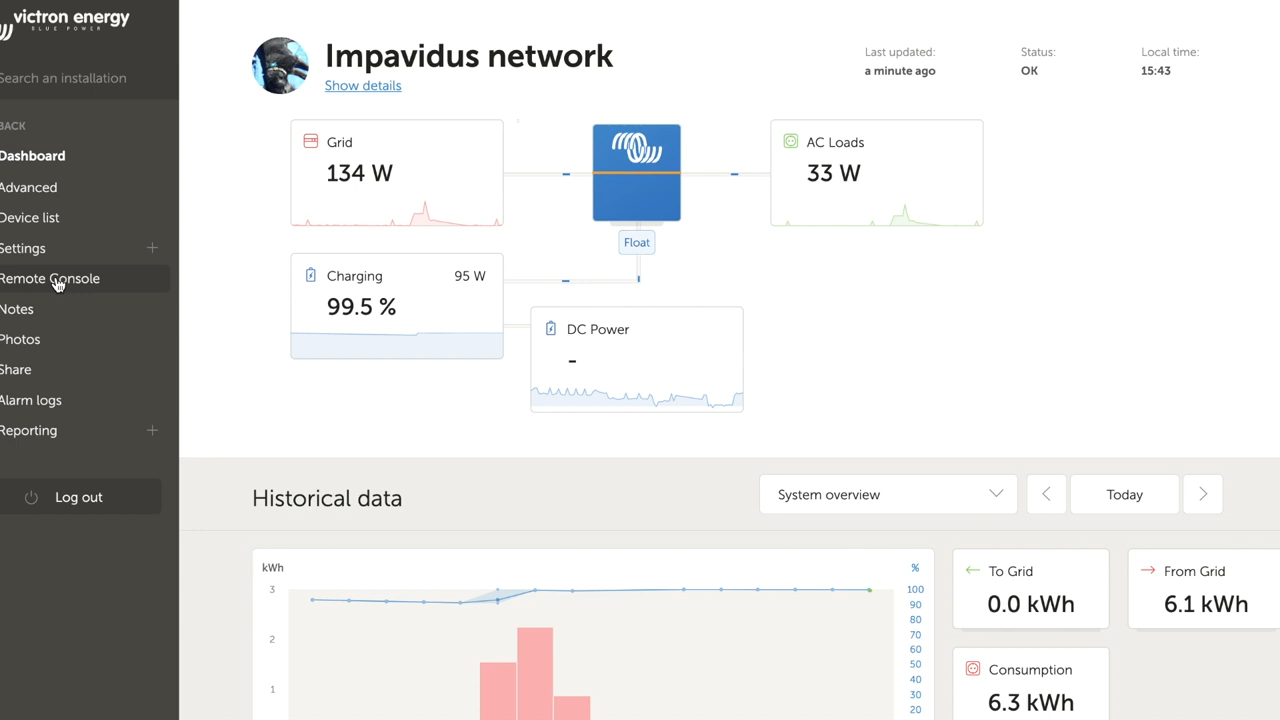 victron energy
BLUE POWER
Search an installation
BACK
Dashboard
Advanced
Device list
Settings
Remote Console
Notes
Photos
Share
Alarm logs
Reporting
Log out
Impavidus network
Show details
Last updated:
a minute ago
Status:
OK
Local time:
15:43
Grid
134 W
AC Loads
33 W
Float
Charging
95 W
99.5 %
DC Power
-
Historical data
System overview
Today
kWh
%
3
2
1
100
90
80
70
60
50
40
30
20
To Grid
0.0 kWh
From Grid
6.1 kWh
Consumption
6.3 kWh